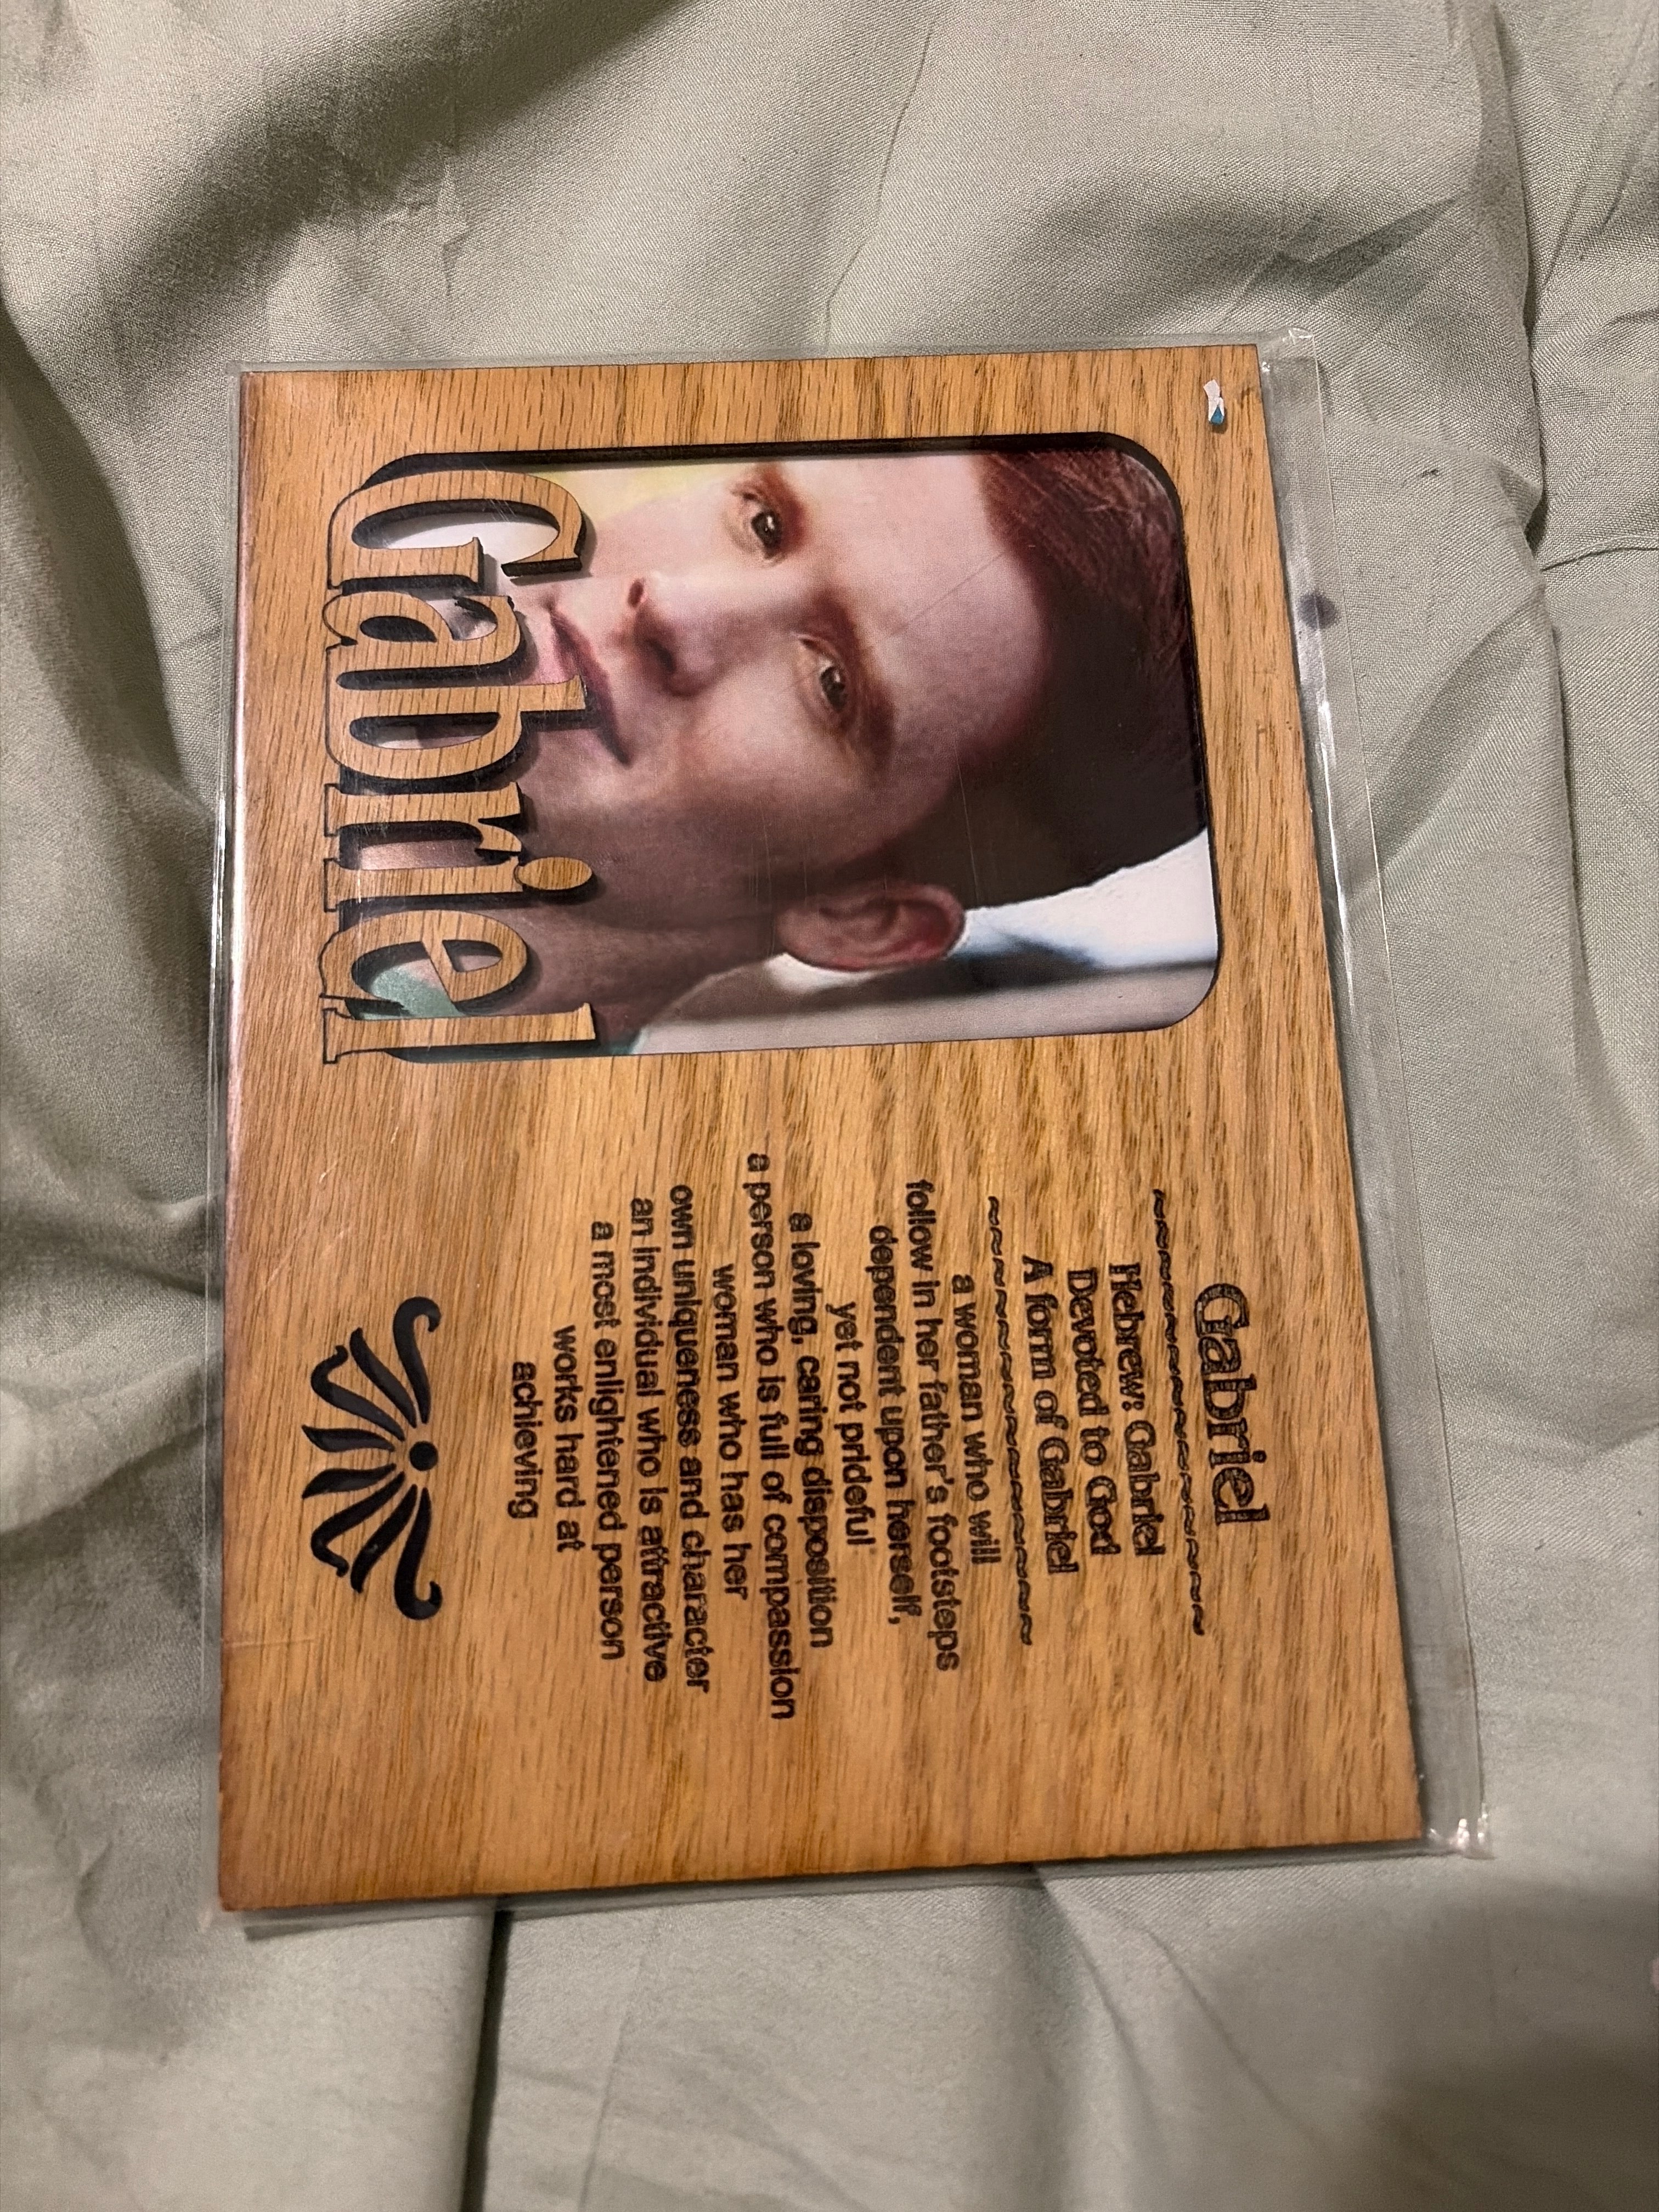 Gabriel
Gabriel
~~~~~~~~~~~~~~~~
Hebrew: Gabriel
Devoted to God
A form of Gabriel
~~~~~~~~~~~~~~~~
a woman who will
follow in her father's footsteps
dependent upon herself,
yet not prideful
a loving, caring disposition
a person who is full of compassion
woman who has her
own uniqueness and character
an individual who is attractive
a most enlightened person
works hard at
achieving